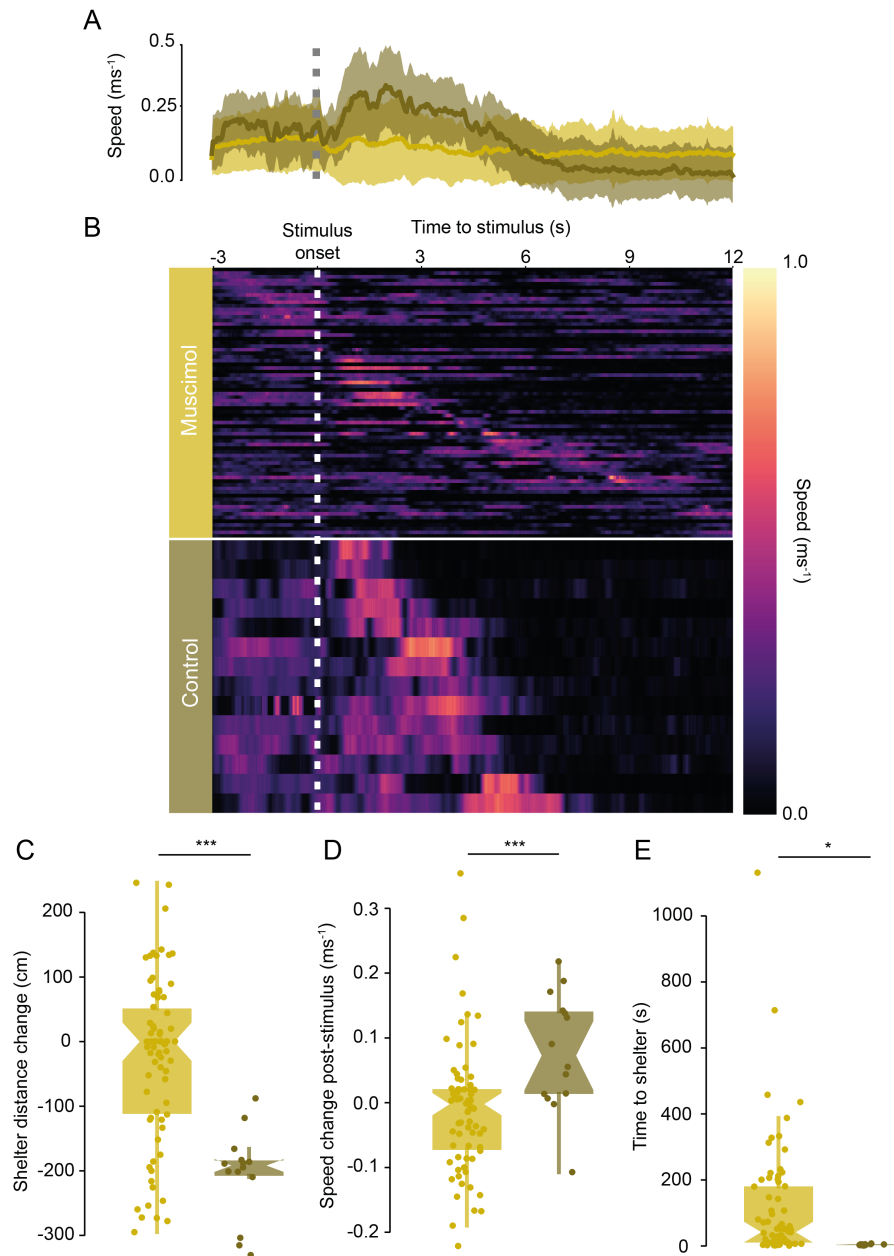 A
0.5
0.25
0.0
Speed (ms⁻¹)
B
Stimulus onset
Time to stimulus (s)
-3 3 6 9 12
Muscimol
Control
1.0
0.0
Speed (ms⁻¹)
C
***
Shelter distance change (cm)
200
100
0
-100
-200
-300
D
***
Speed change post-stimulus (ms⁻¹)
0.3
0.2
0.1
0.0
-0.1
-0.2
E
*
Time to shelter (s)
1000
800
600
400
200
0